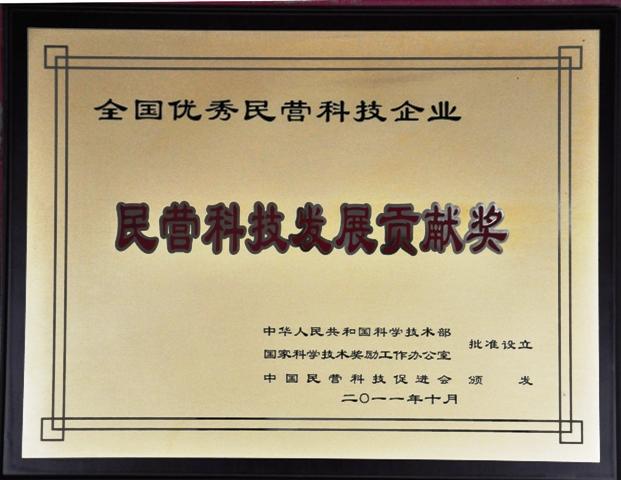 全国优秀民营科技企业
民营科技发展贡献奖
中华人民共和国科学技术部
国家科学技术奖励工作办公室 批准设立
中国民营科技促进会 颁发
二〇一一年十月